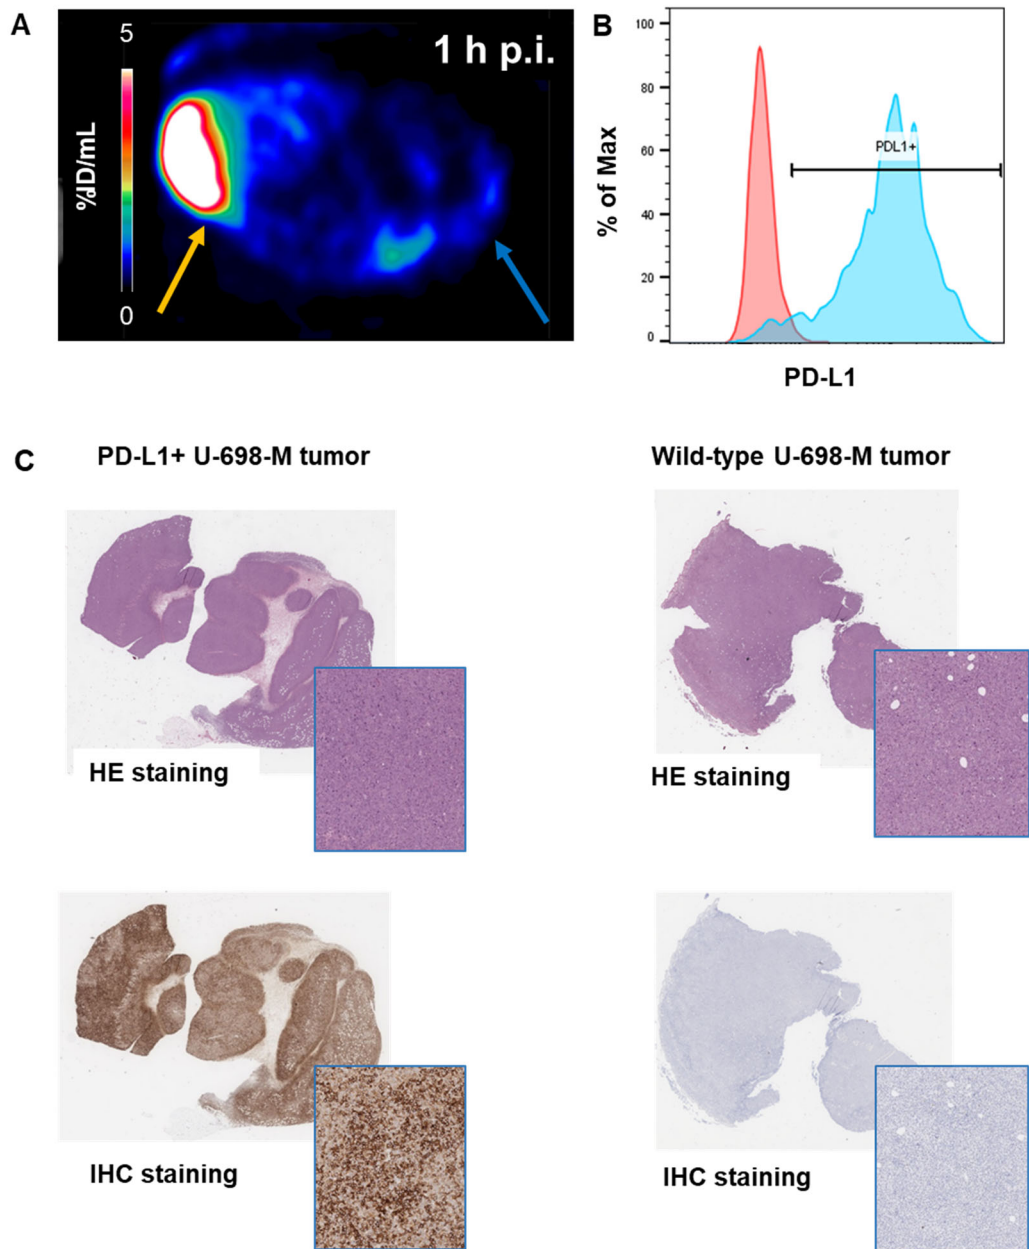 A
5
1 h p.i.
%ID/mL
0
B
100
80
60
40
20
0
% of Max
PDL1+
PD-L1
C
PD-L1+ U-698-M tumor
Wild-type U-698-M tumor
HE staining
HE staining
IHC staining
IHC staining